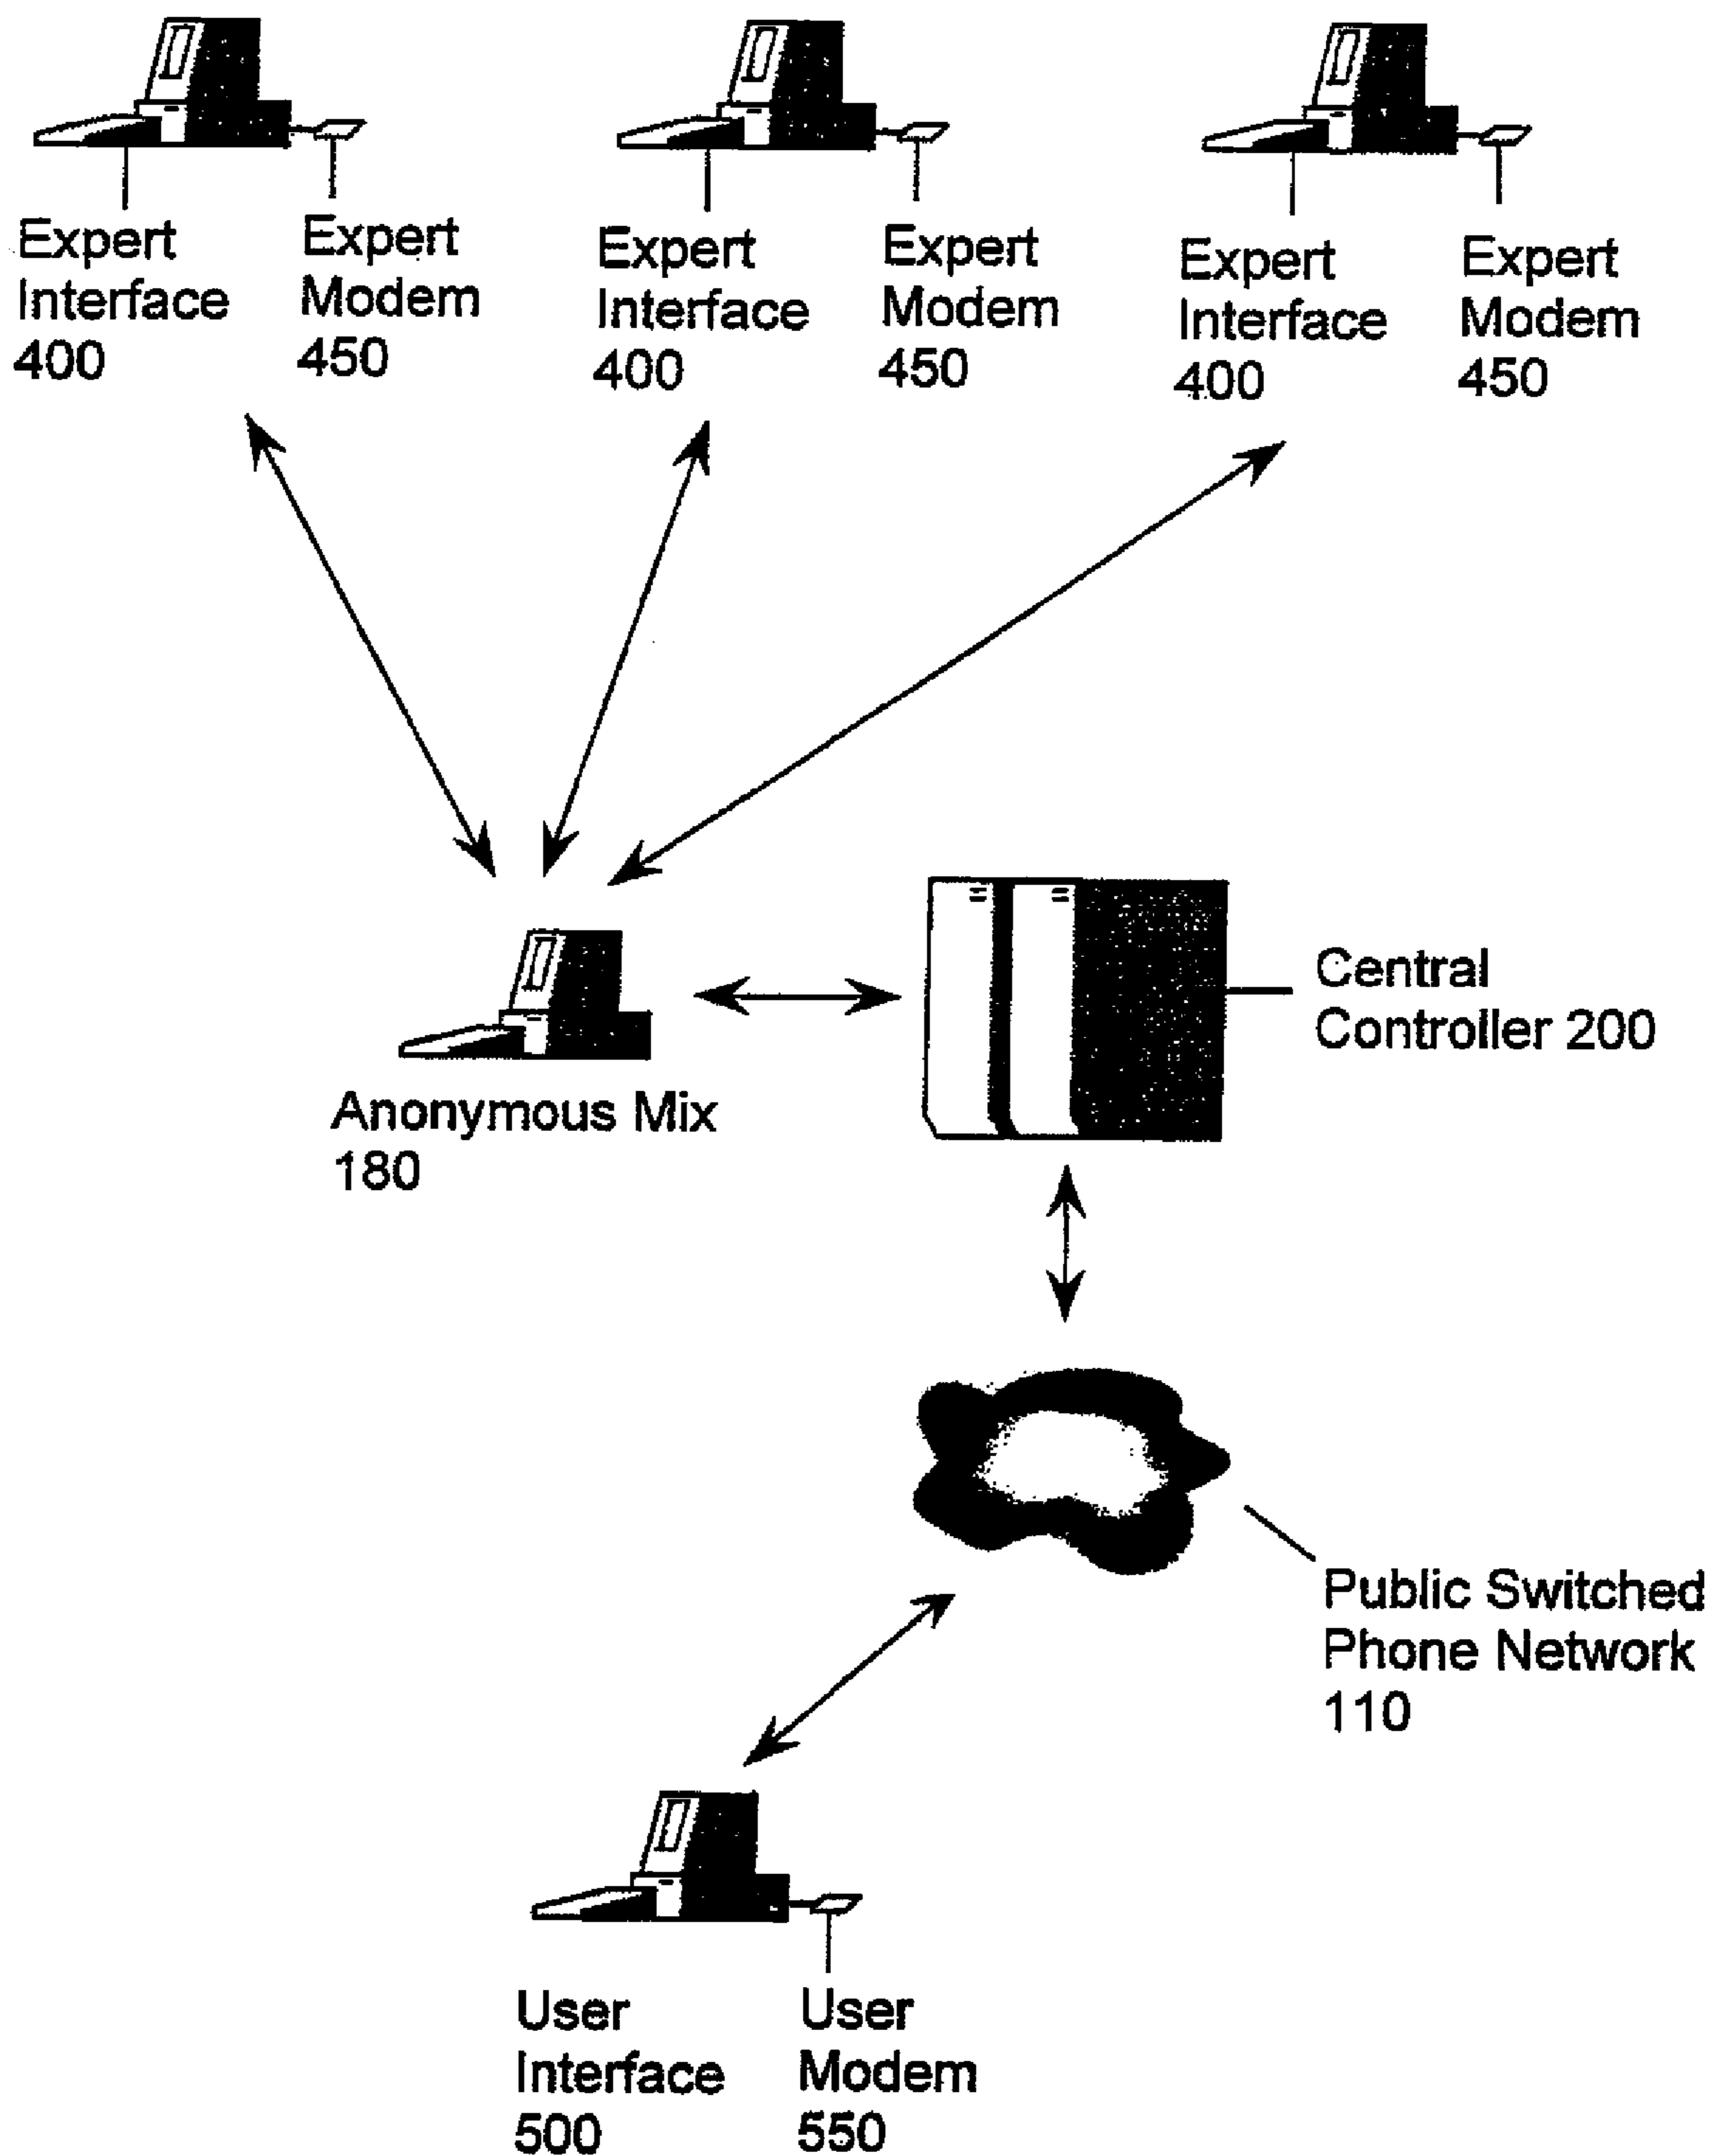 Expert
Interface
400
Expert
Modem
450
Expert
Interface
400
Expert
Modem
450
Expert
Interface
400
Expert
Modem
450
Central
Controller 200
Anonymous Mix
180
Public Switched
Phone Network
110
User
Interface
500
User
Modem
550